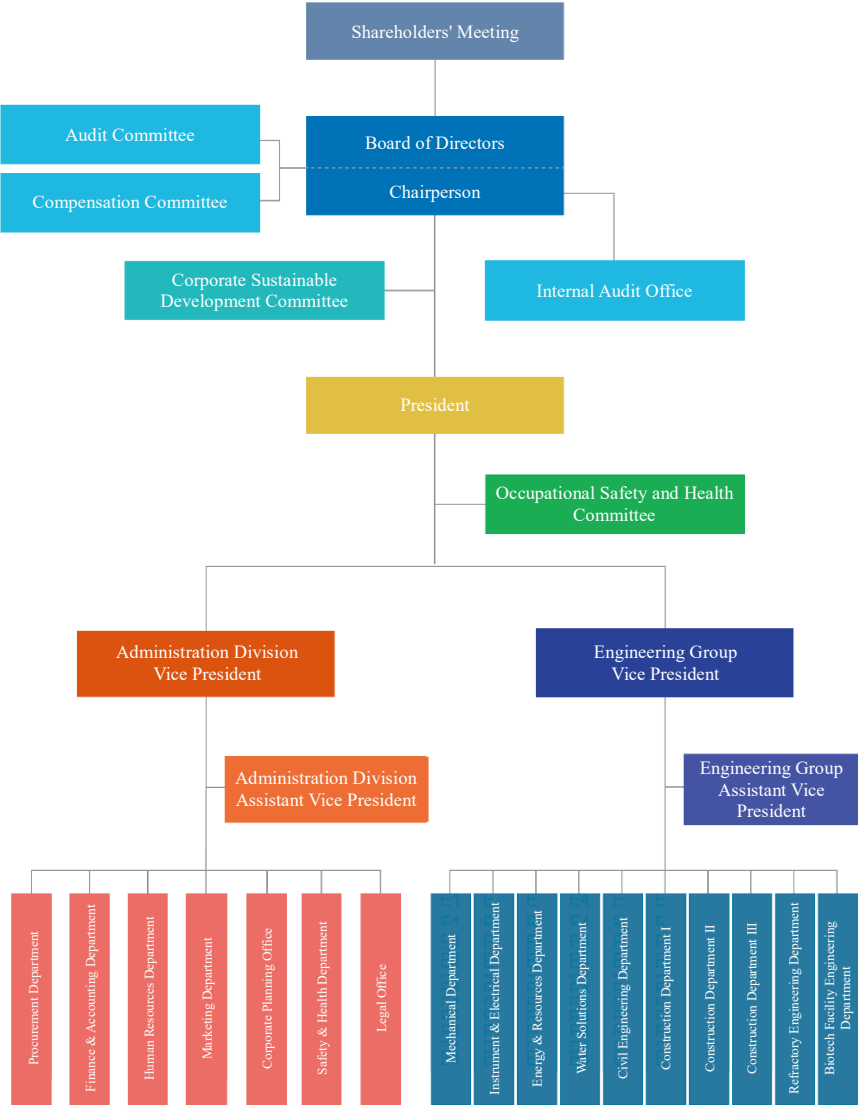 Shareholders' Meeting
Audit Committee
Board of Directors
Chairperson
Compensation Committee
Corporate Sustainable
Development Committee
Internal Audit Office
President
Occupational Safety and Health
Committee
Administration Division
Vice President
Engineering Group
Vice President
Administration Division
Assistant Vice President
Engineering Group
Assistant Vice
President
Procurement Department
Finance & Accounting Department
Human Resources Department
Marketing Department
Corporate Planning Office
Safety & Health Department
Legal Office
Mechanical Department
Instrument & Electrical Department
Energy & Resources Department
Water Solutions Department
Civil Engineering Department
Construction Department I
Construction Department II
Construction Department III
Refractory Engineering Department
Biotech Facility Engineering
Department